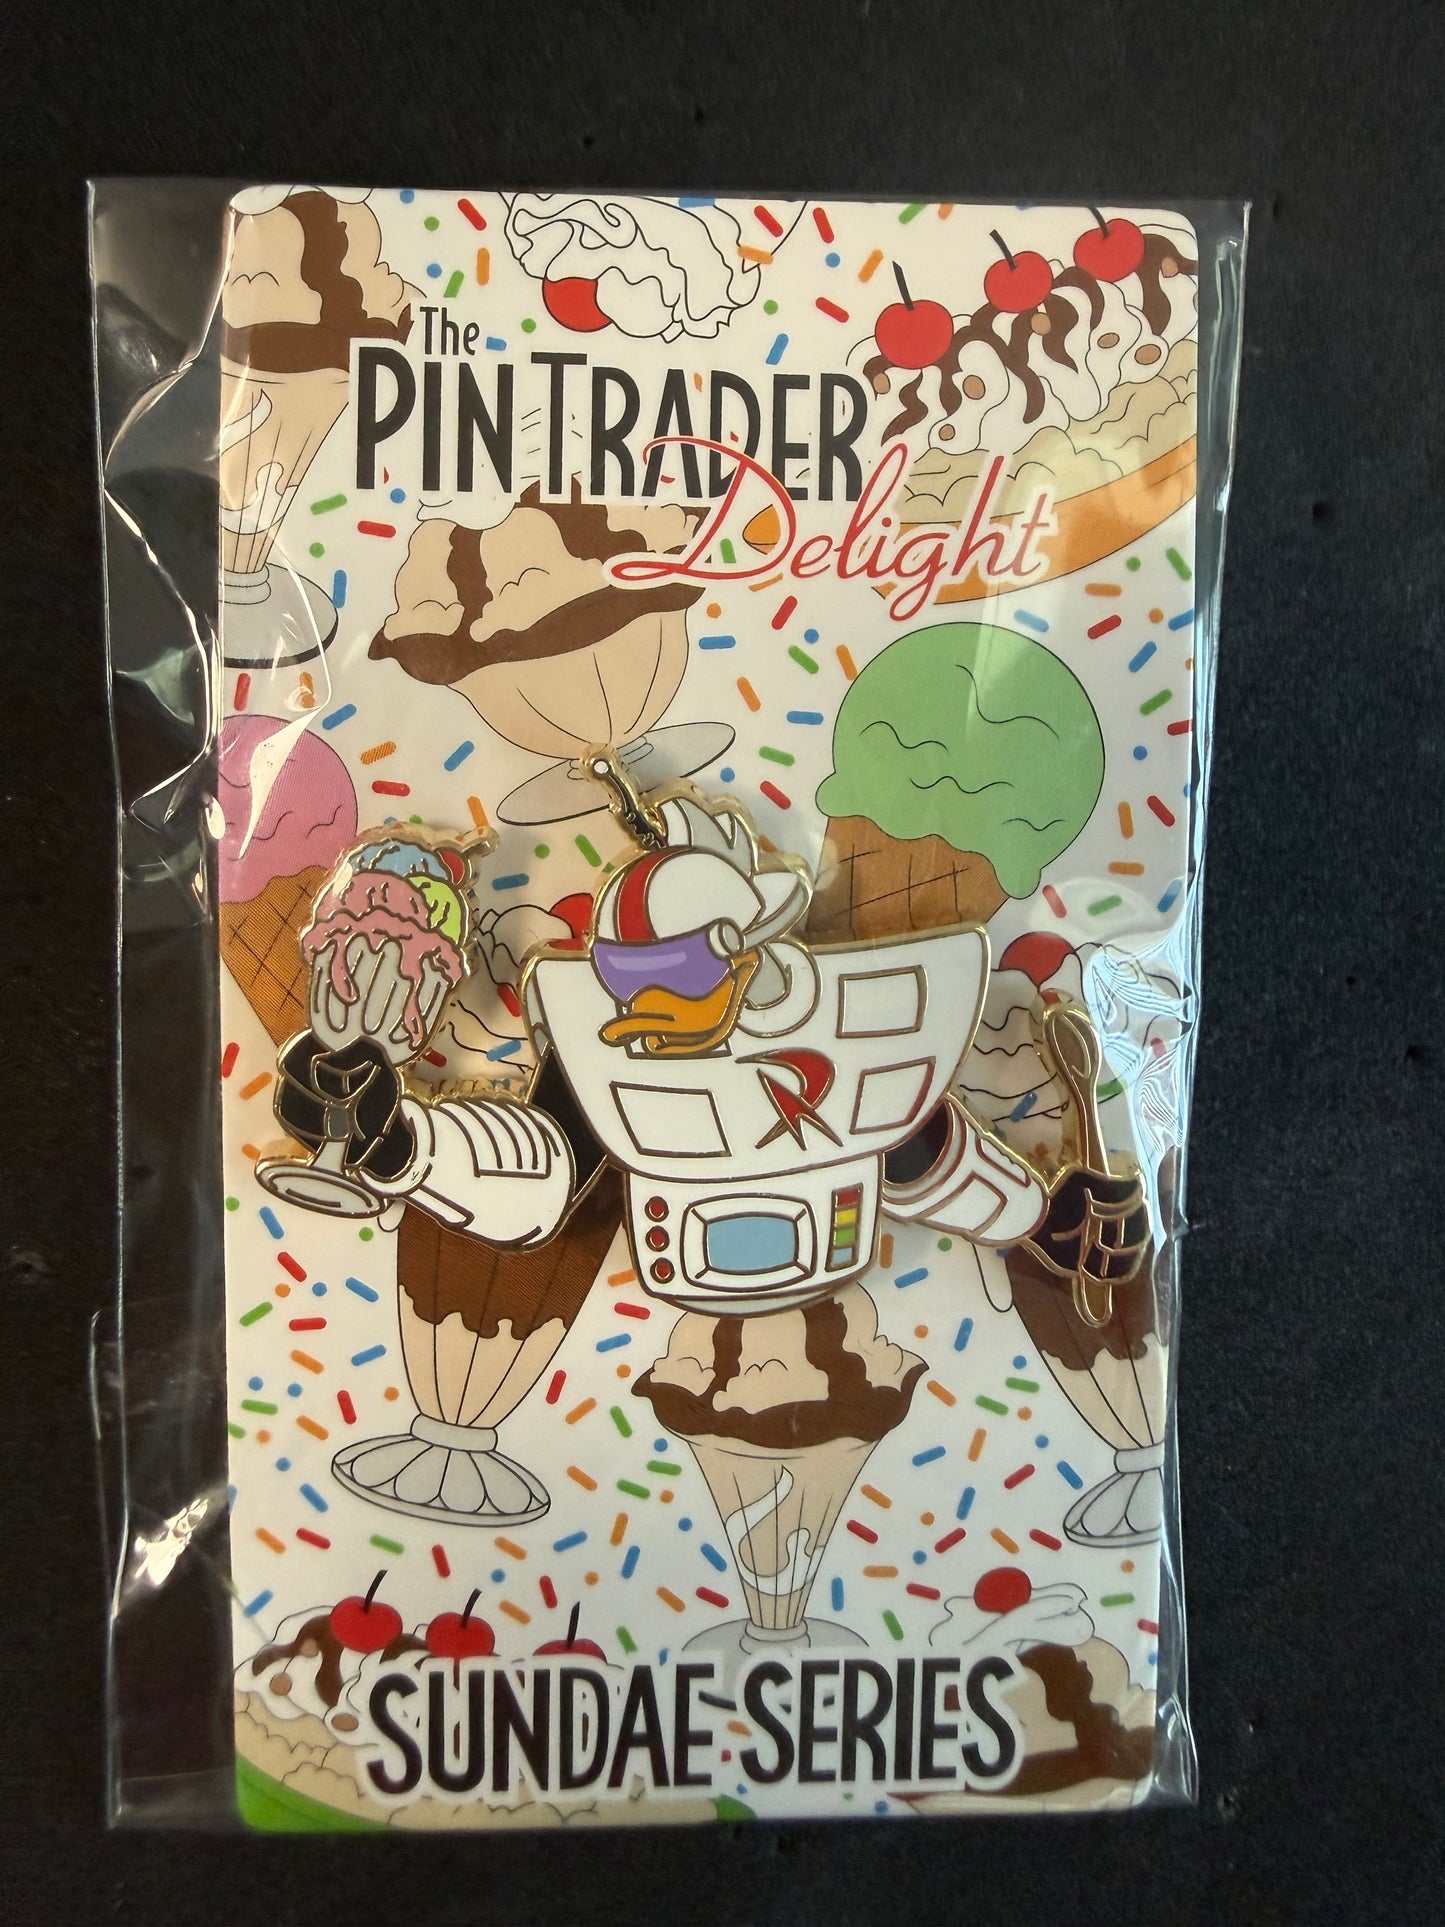 The
PIN TRADER
Delight
R
SUNDAE SERIES